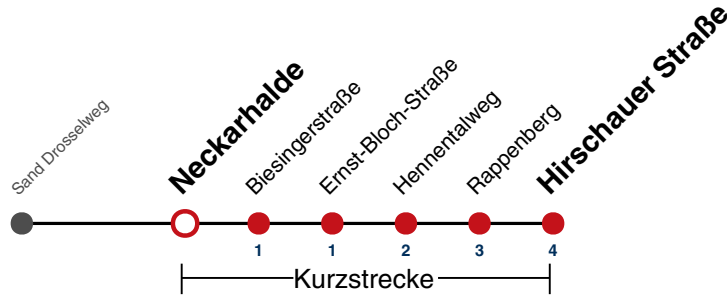 Sand Drosselweg
Neckarhalde
Biesingerstraße
Ernst-Bloch-Straße
Hennentalweg
Rappenberg
Hirschauer Straße
1 1 2 3 4
Kurzstrecke